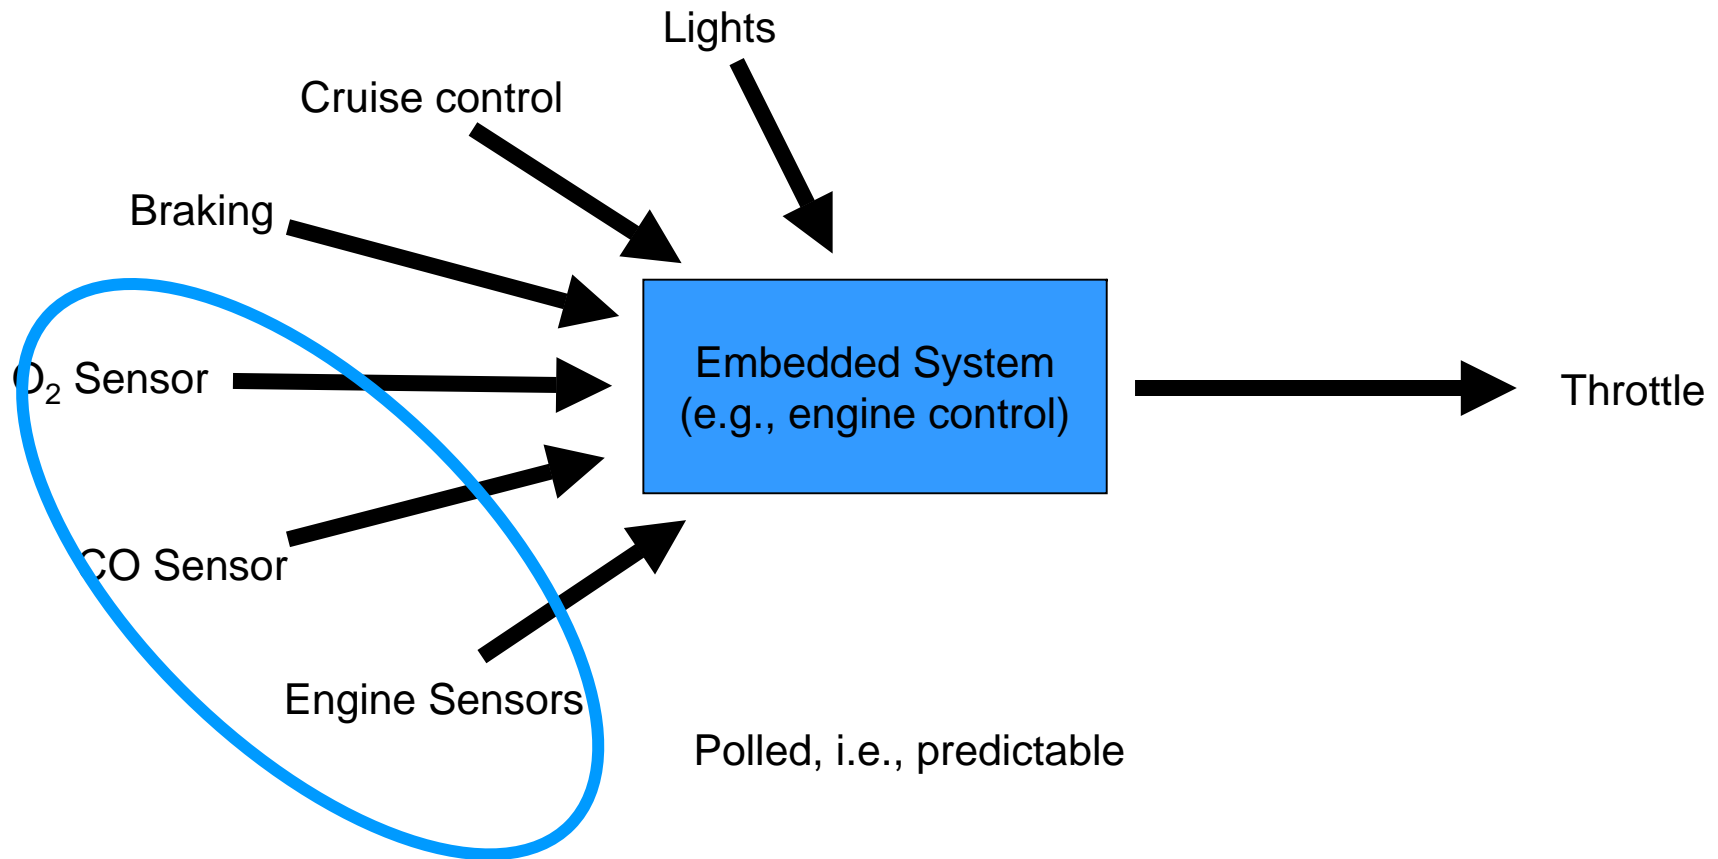 Lights
Cruise control
Braking
O₂ Sensor
Embedded System
(e.g., engine control)
Throttle
CO Sensor
Engine Sensors
Polled, i.e., predictable